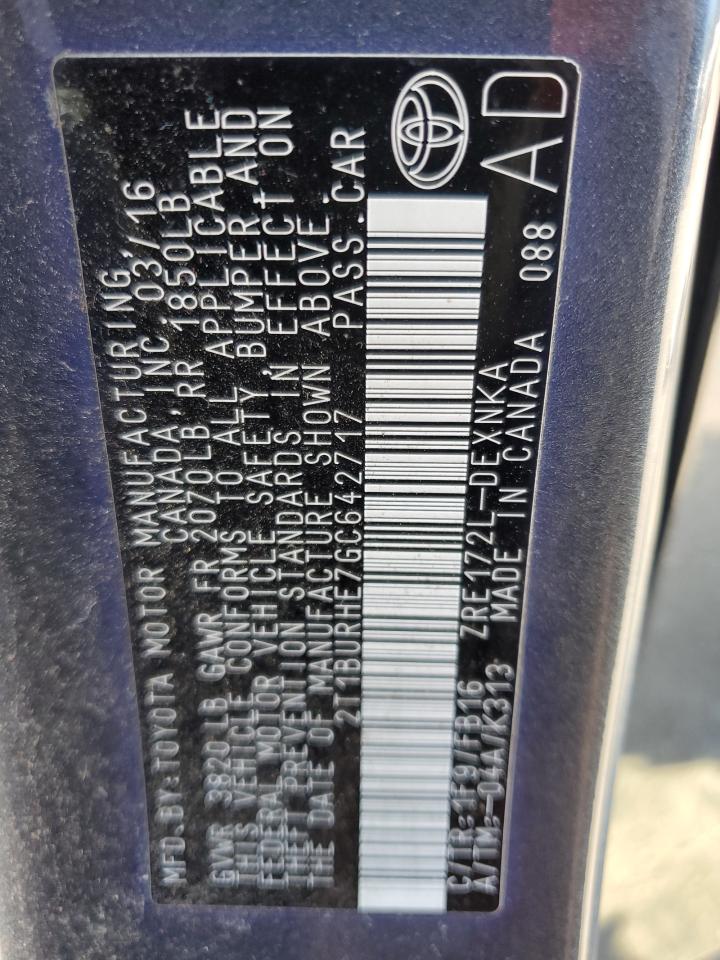 MFD.BY:TOYOTA MOTOR MANUFACTURING
CANADA,INC. 03/16
GVWR 3820 LB GAWR FR 2070LB RR 1850LB
THIS VEHICLE CONFORMS TO ALL APPLICABLE
FEDERAL MOTOR VEHICLE SAFETY,BUMPER AND
THEFT PREVENTION STANDARDS IN EFFECT ON
THE DATE OF MANUFACTURE SHOWN ABOVE.
2T1BURHE7GC642717 PASS.CAR
C/TR: 1F9/FB16 ZRE172L-DEXNKA
A/TM:-04A/K313 MADE IN CANADA 088
AD